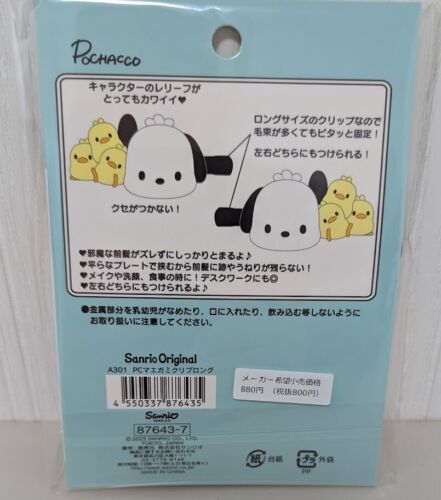 POCHACCO
キャラクターのレリーフが
とってもカワイイ♥
ロングサイズのクリップなので
毛束が多くてもピタッと固定！
左右どちらにもつけられる！
クセがつかない！
♥邪魔な前髪がズレずにしっかりとまるよ♪
♥平らなプレートで挟むから前髪に跡やうねりが残らない！
♥メイクや洗顔、食事の時に！デスクワークにも◎
♥左右どちらにもつけられるよ♪
●金属部分を乳幼児がなめたり、口に入れたり、飲み込む等しないように
お取り扱いに注意してください。
Sanrio Original
A301 PCマエガミクリップロング
4 550337 876435
Sanrio
87643-7
© 2023 SANRIO CO., LTD.
TOKYO, JAPAN
MADE IN CHINA
メーカー希望小売価格
880円 （税抜800円）
紙 台紙
プラ 外袋
PP